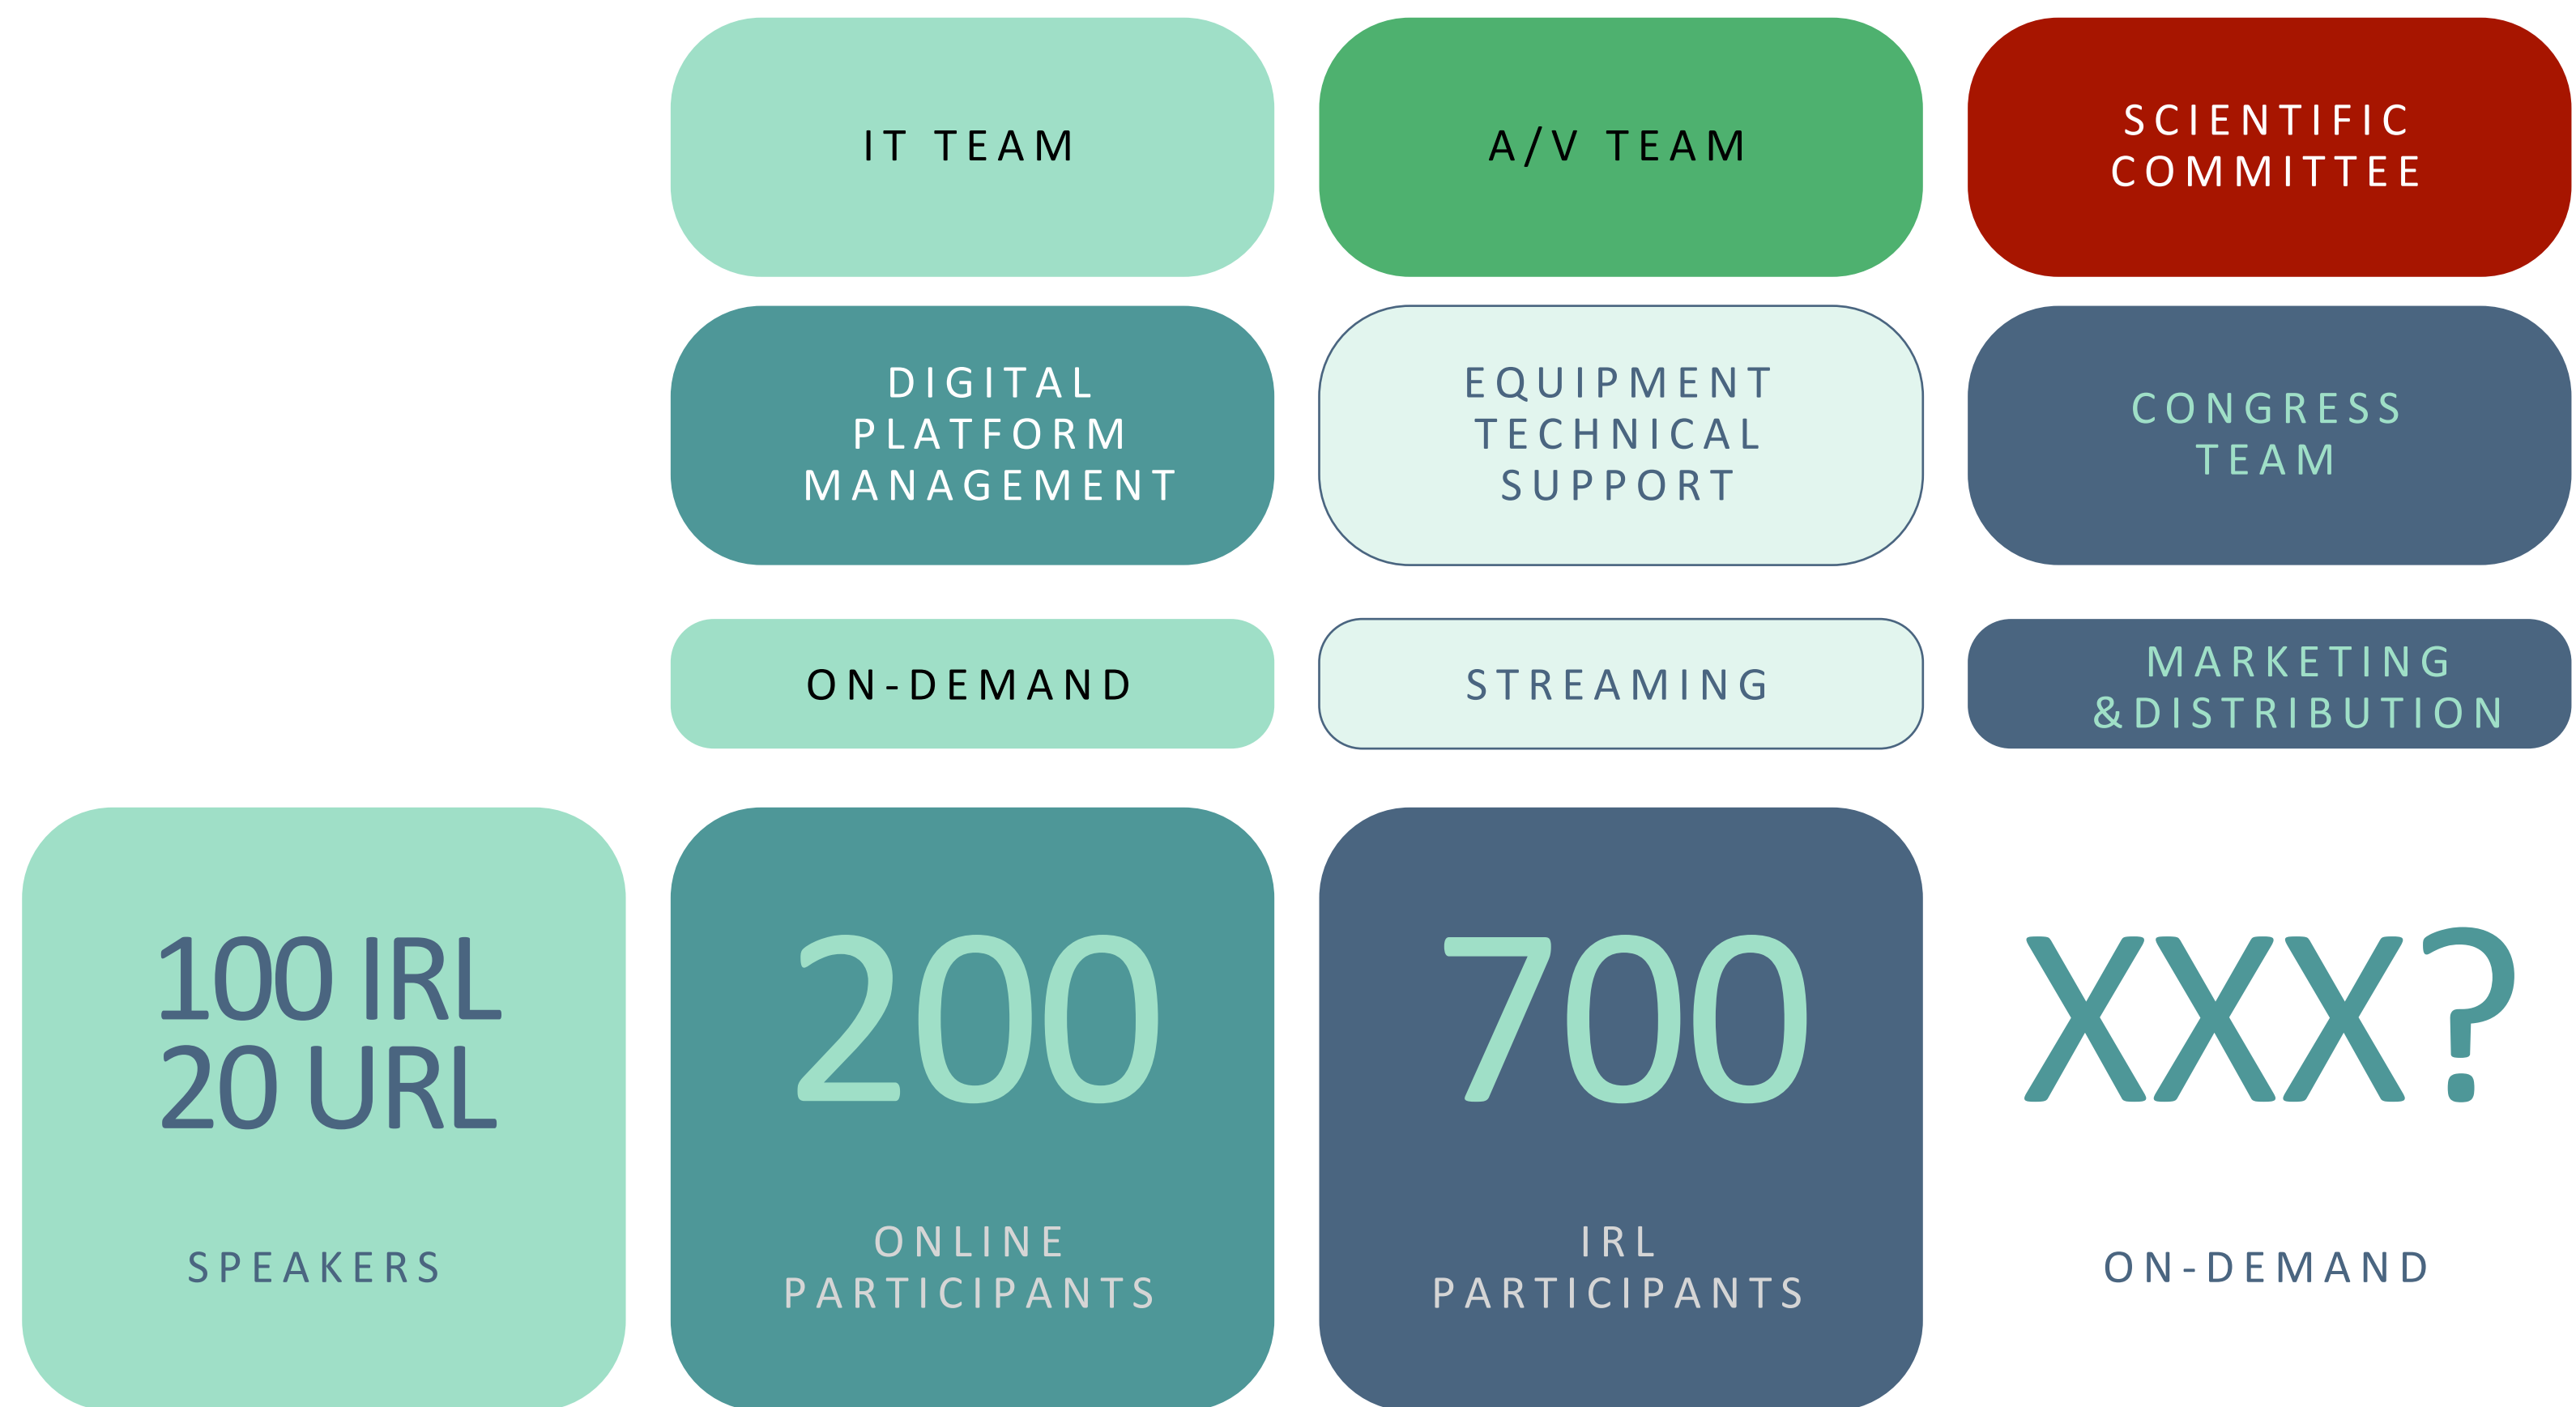 IT TEAM
A/V TEAM
SCIENTIFIC
COMMITTEE
DIGITAL
PLATFORM
MANAGEMENT
EQUIPMENT
TECHNICAL
SUPPORT
CONGRESS
TEAM
ON-DEMAND
STREAMING
MARKETING
&DISTRIBUTION
100 IRL
20 URL
SPEAKERS
200
ONLINE
PARTICIPANTS
700
IRL
PARTICIPANTS
XXX?
ON-DEMAND